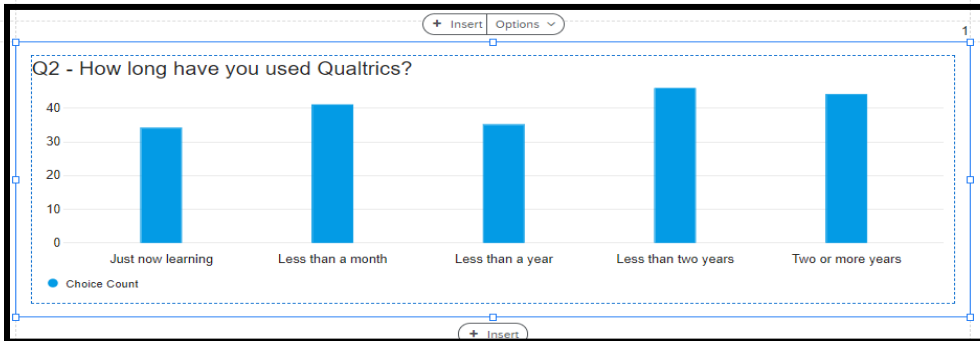 + Insert Options
1
Q2 - How long have you used Qualtrics?
40
30
20
10
0
Just now learning Less than a month Less than a year Less than two years Two or more years
Choice Count
+ Insert